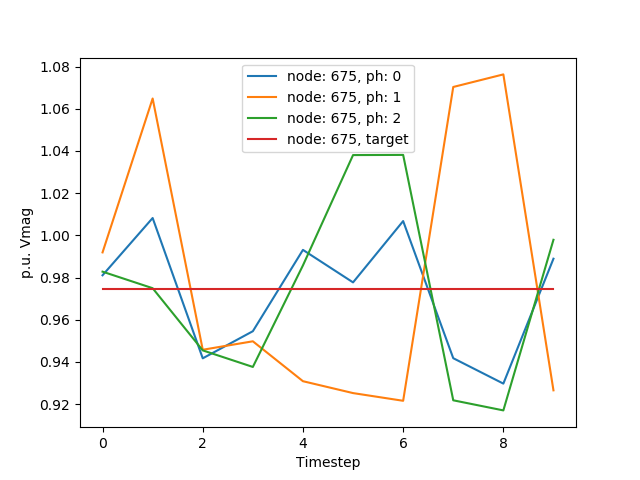 node: 675, ph: 0
node: 675, ph: 1
node: 675, ph: 2
node: 675, target
p.u. Vmag
1.08
1.06
1.04
1.02
1.00
0.98
0.96
0.94
0.92
0 2 4 6 8
Timestep